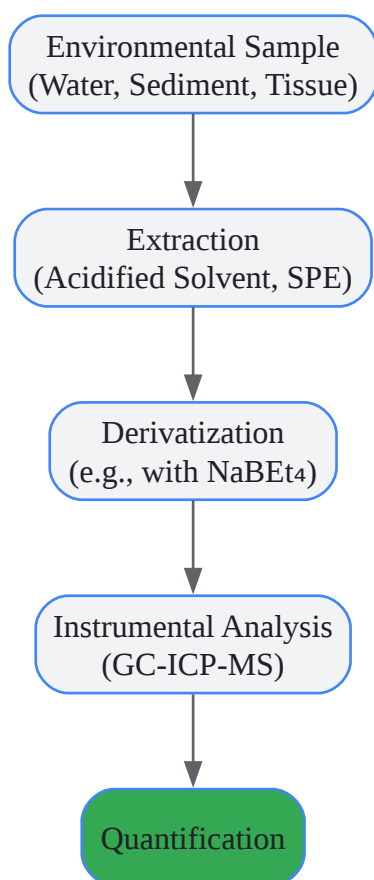 Environmental Sample
(Water, Sediment, Tissue)
Extraction
(Acidified Solvent, SPE)
Derivatization
(e.g., with NaBEt₄)
Instrumental Analysis
(GC-ICP-MS)
Quantification